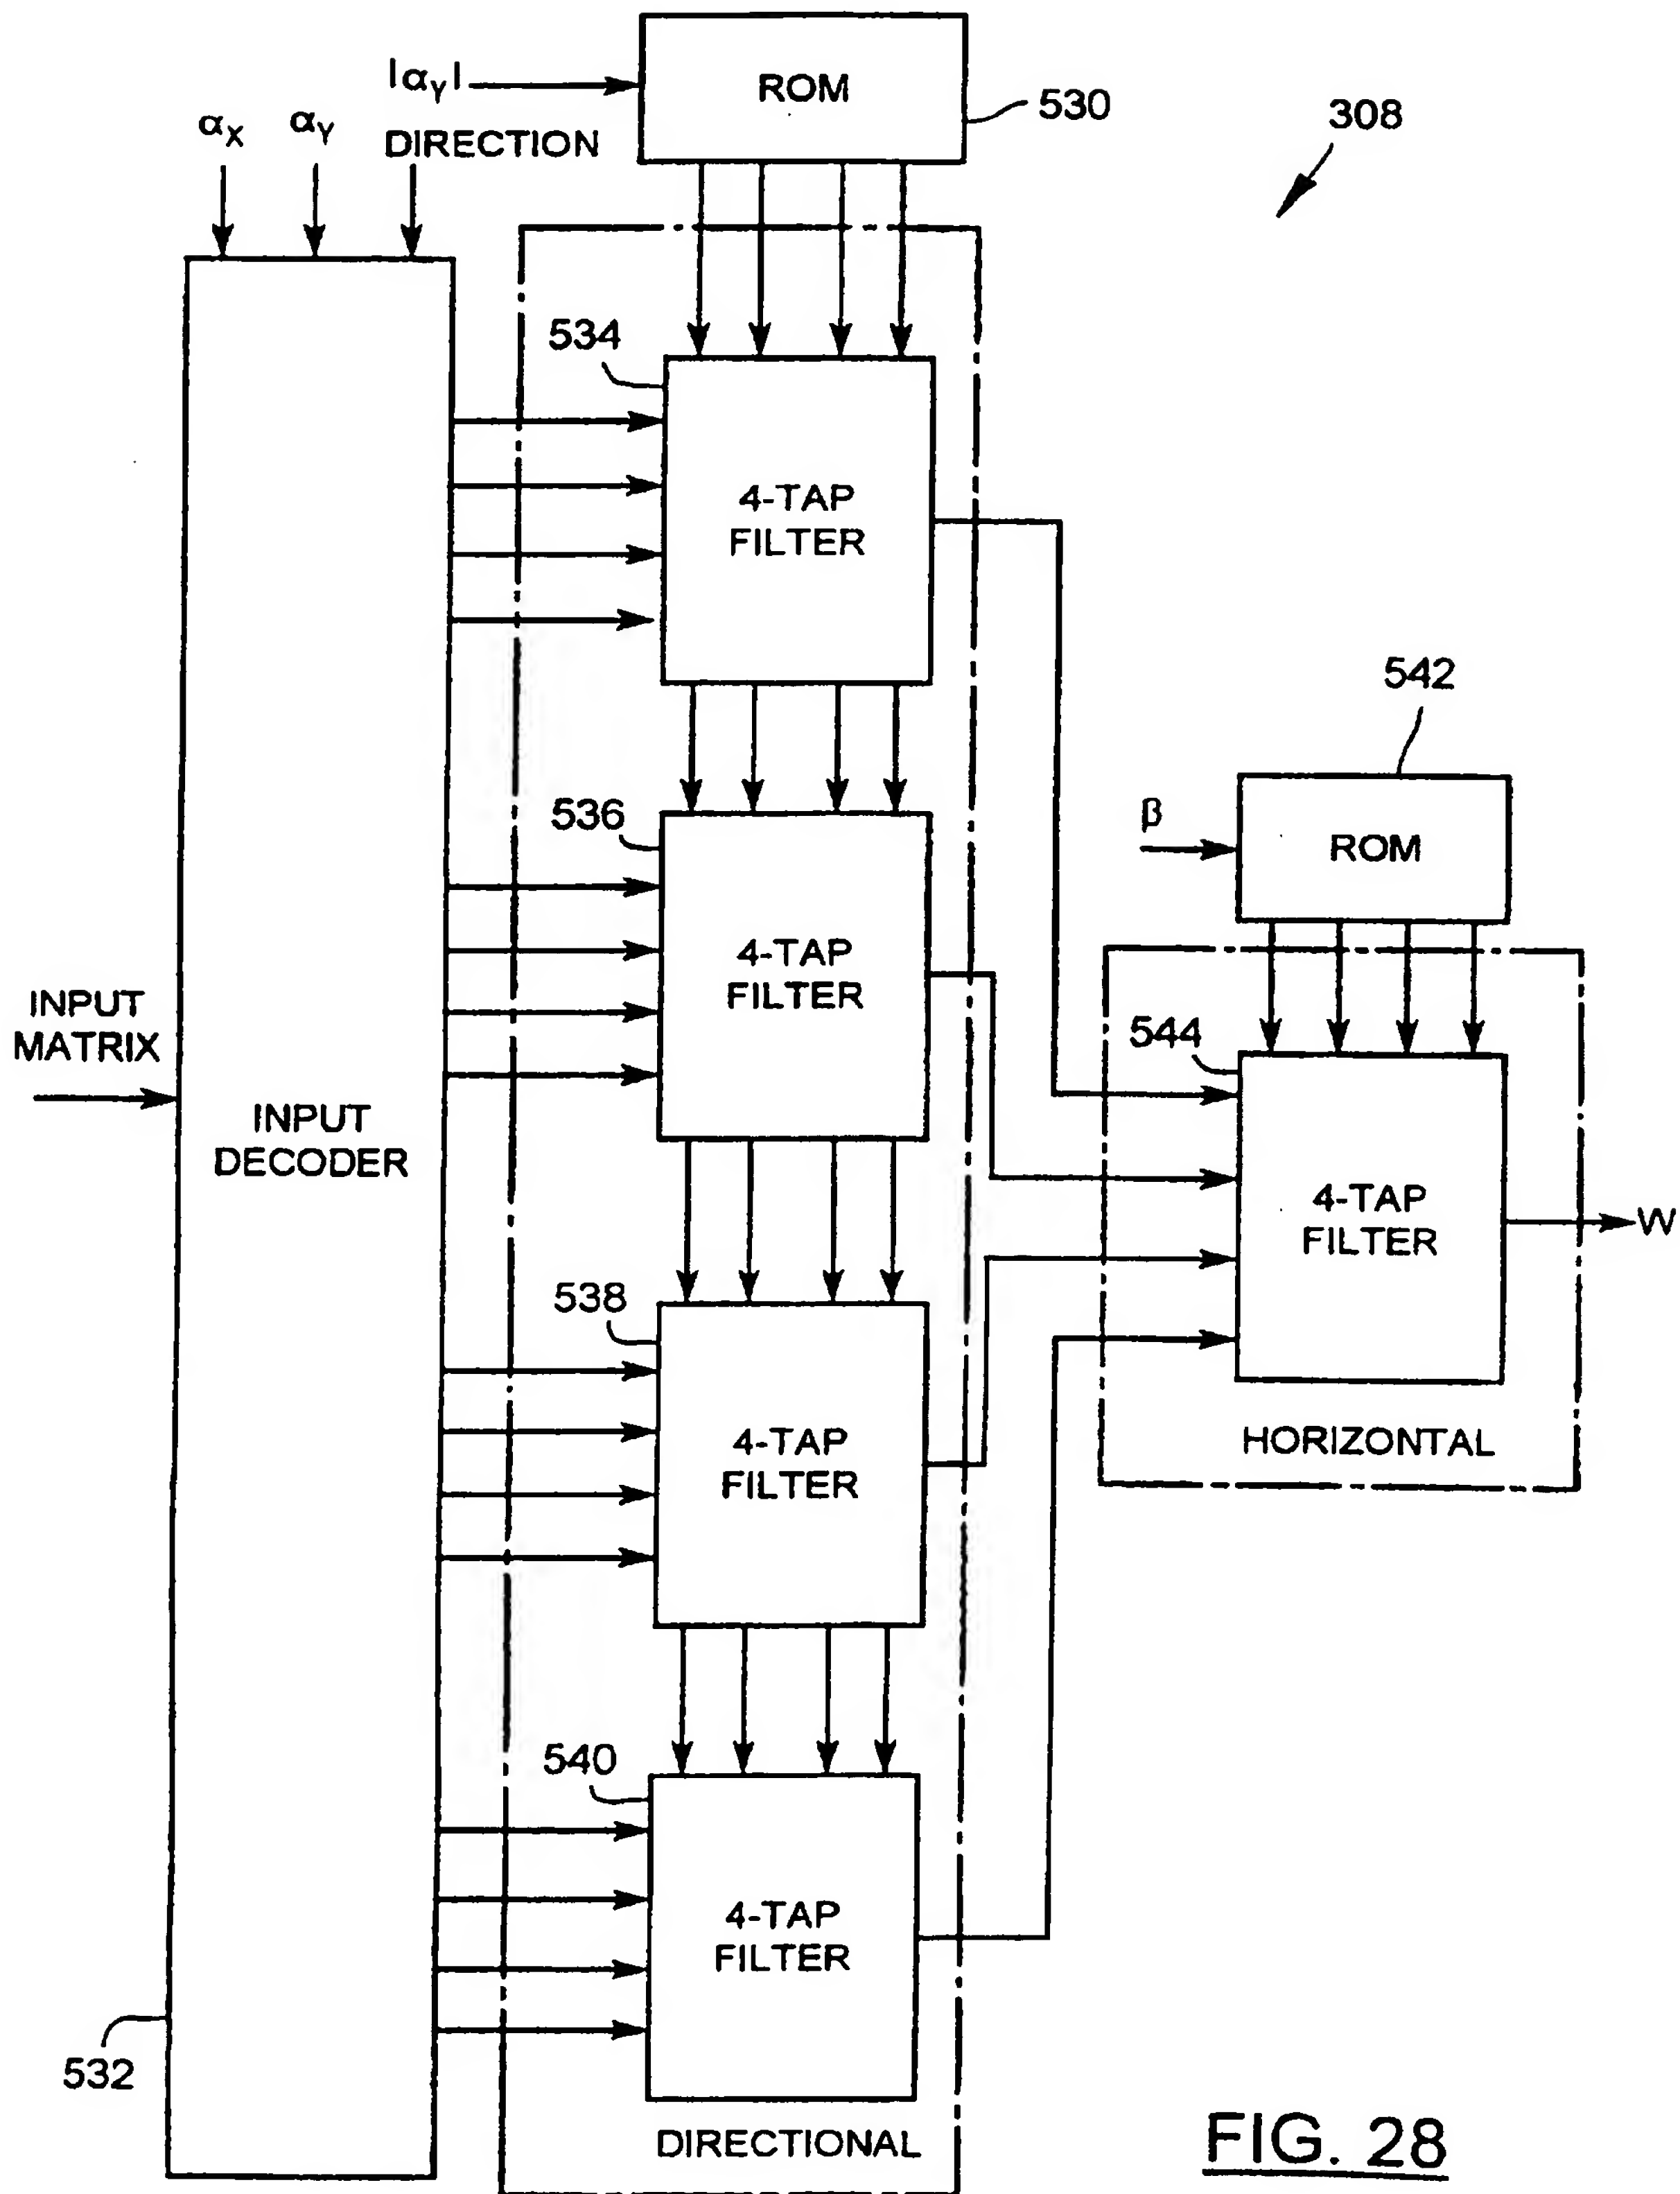 ROM
|αY|
530
308
αX
αY
DIRECTION
534
4-TAP
FILTER
542
536
β
ROM
4-TAP
FILTER
INPUT
MATRIX
544
INPUT
DECODER
4-TAP
FILTER
W
538
4-TAP
FILTER
HORIZONTAL
540
4-TAP
FILTER
532
DIRECTIONAL
FIG. 28